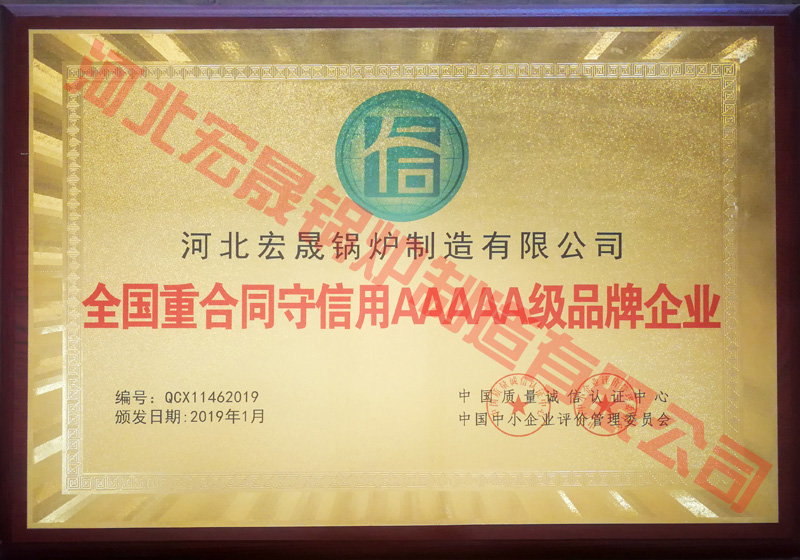 信
河北宏晟锅炉制造有限公司
全国重合同守信用AAAAA级品牌企业
编号：QCX11462019
颁发日期：2019年1月
中国质量诚信认证中心
中国中小企业评价管理委员会
河北宏晟锅炉制造有限公司